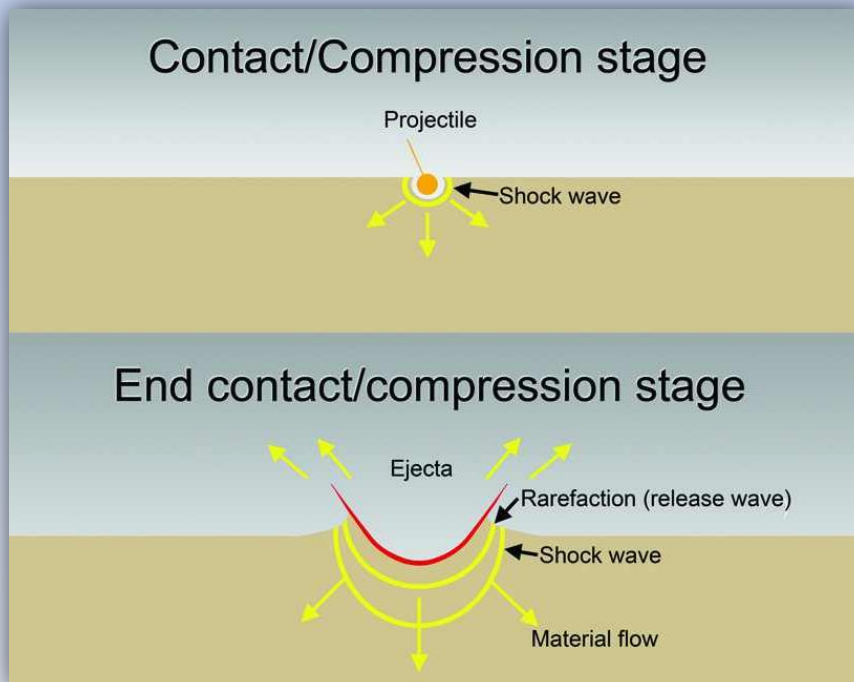 Contact/Compression stage
Projectile
Shock wave
End contact/compression stage
Ejecta
Rarefaction (release wave)
Shock wave
Material flow